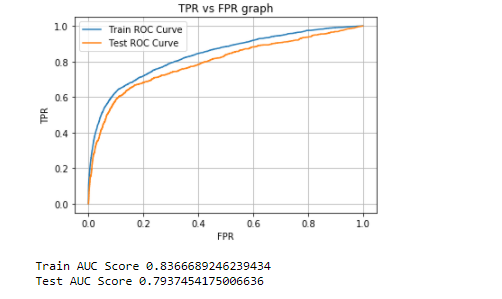 TPR vs FPR graph
Train ROC Curve
Test ROC Curve
1.0
0.8
0.6
0.4
0.2
0.0
TPR
0.0 0.2 0.4 0.6 0.8 1.0
FPR
Train AUC Score 0.8366689246239434
Test AUC Score 0.7937454175006636